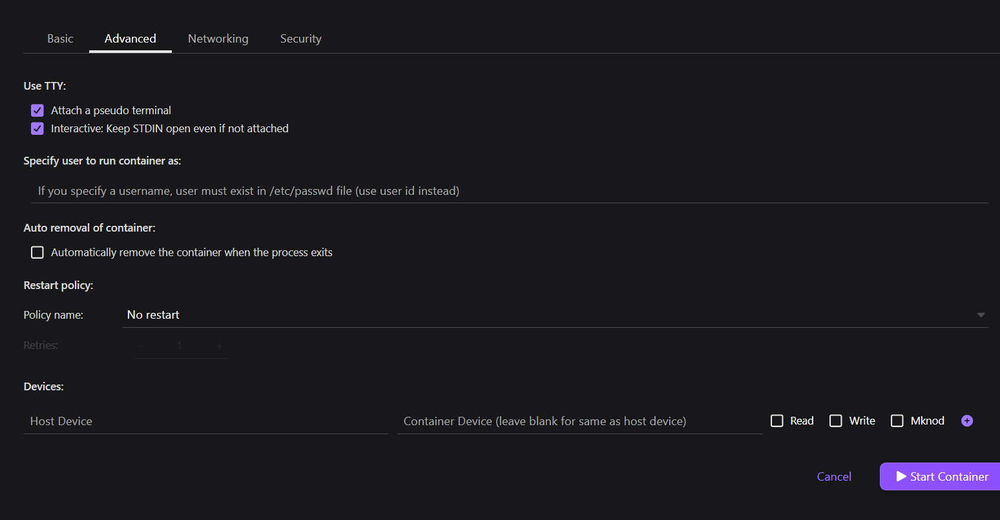 Basic Advanced Networking Security
Use TTY:
Attach a pseudo terminal
Interactive: Keep STDIN open even if not attached
Specify user to run container as:
If you specify a username, user must exist in /etc/passwd file (use user id instead)
Auto removal of container:
Automatically remove the container when the process exits
Restart policy:
Policy name: No restart
Retries: - 1 +
Devices:
Host Device Container Device (leave blank for same as host device) Read Write Mknod +
Cancel Start Container